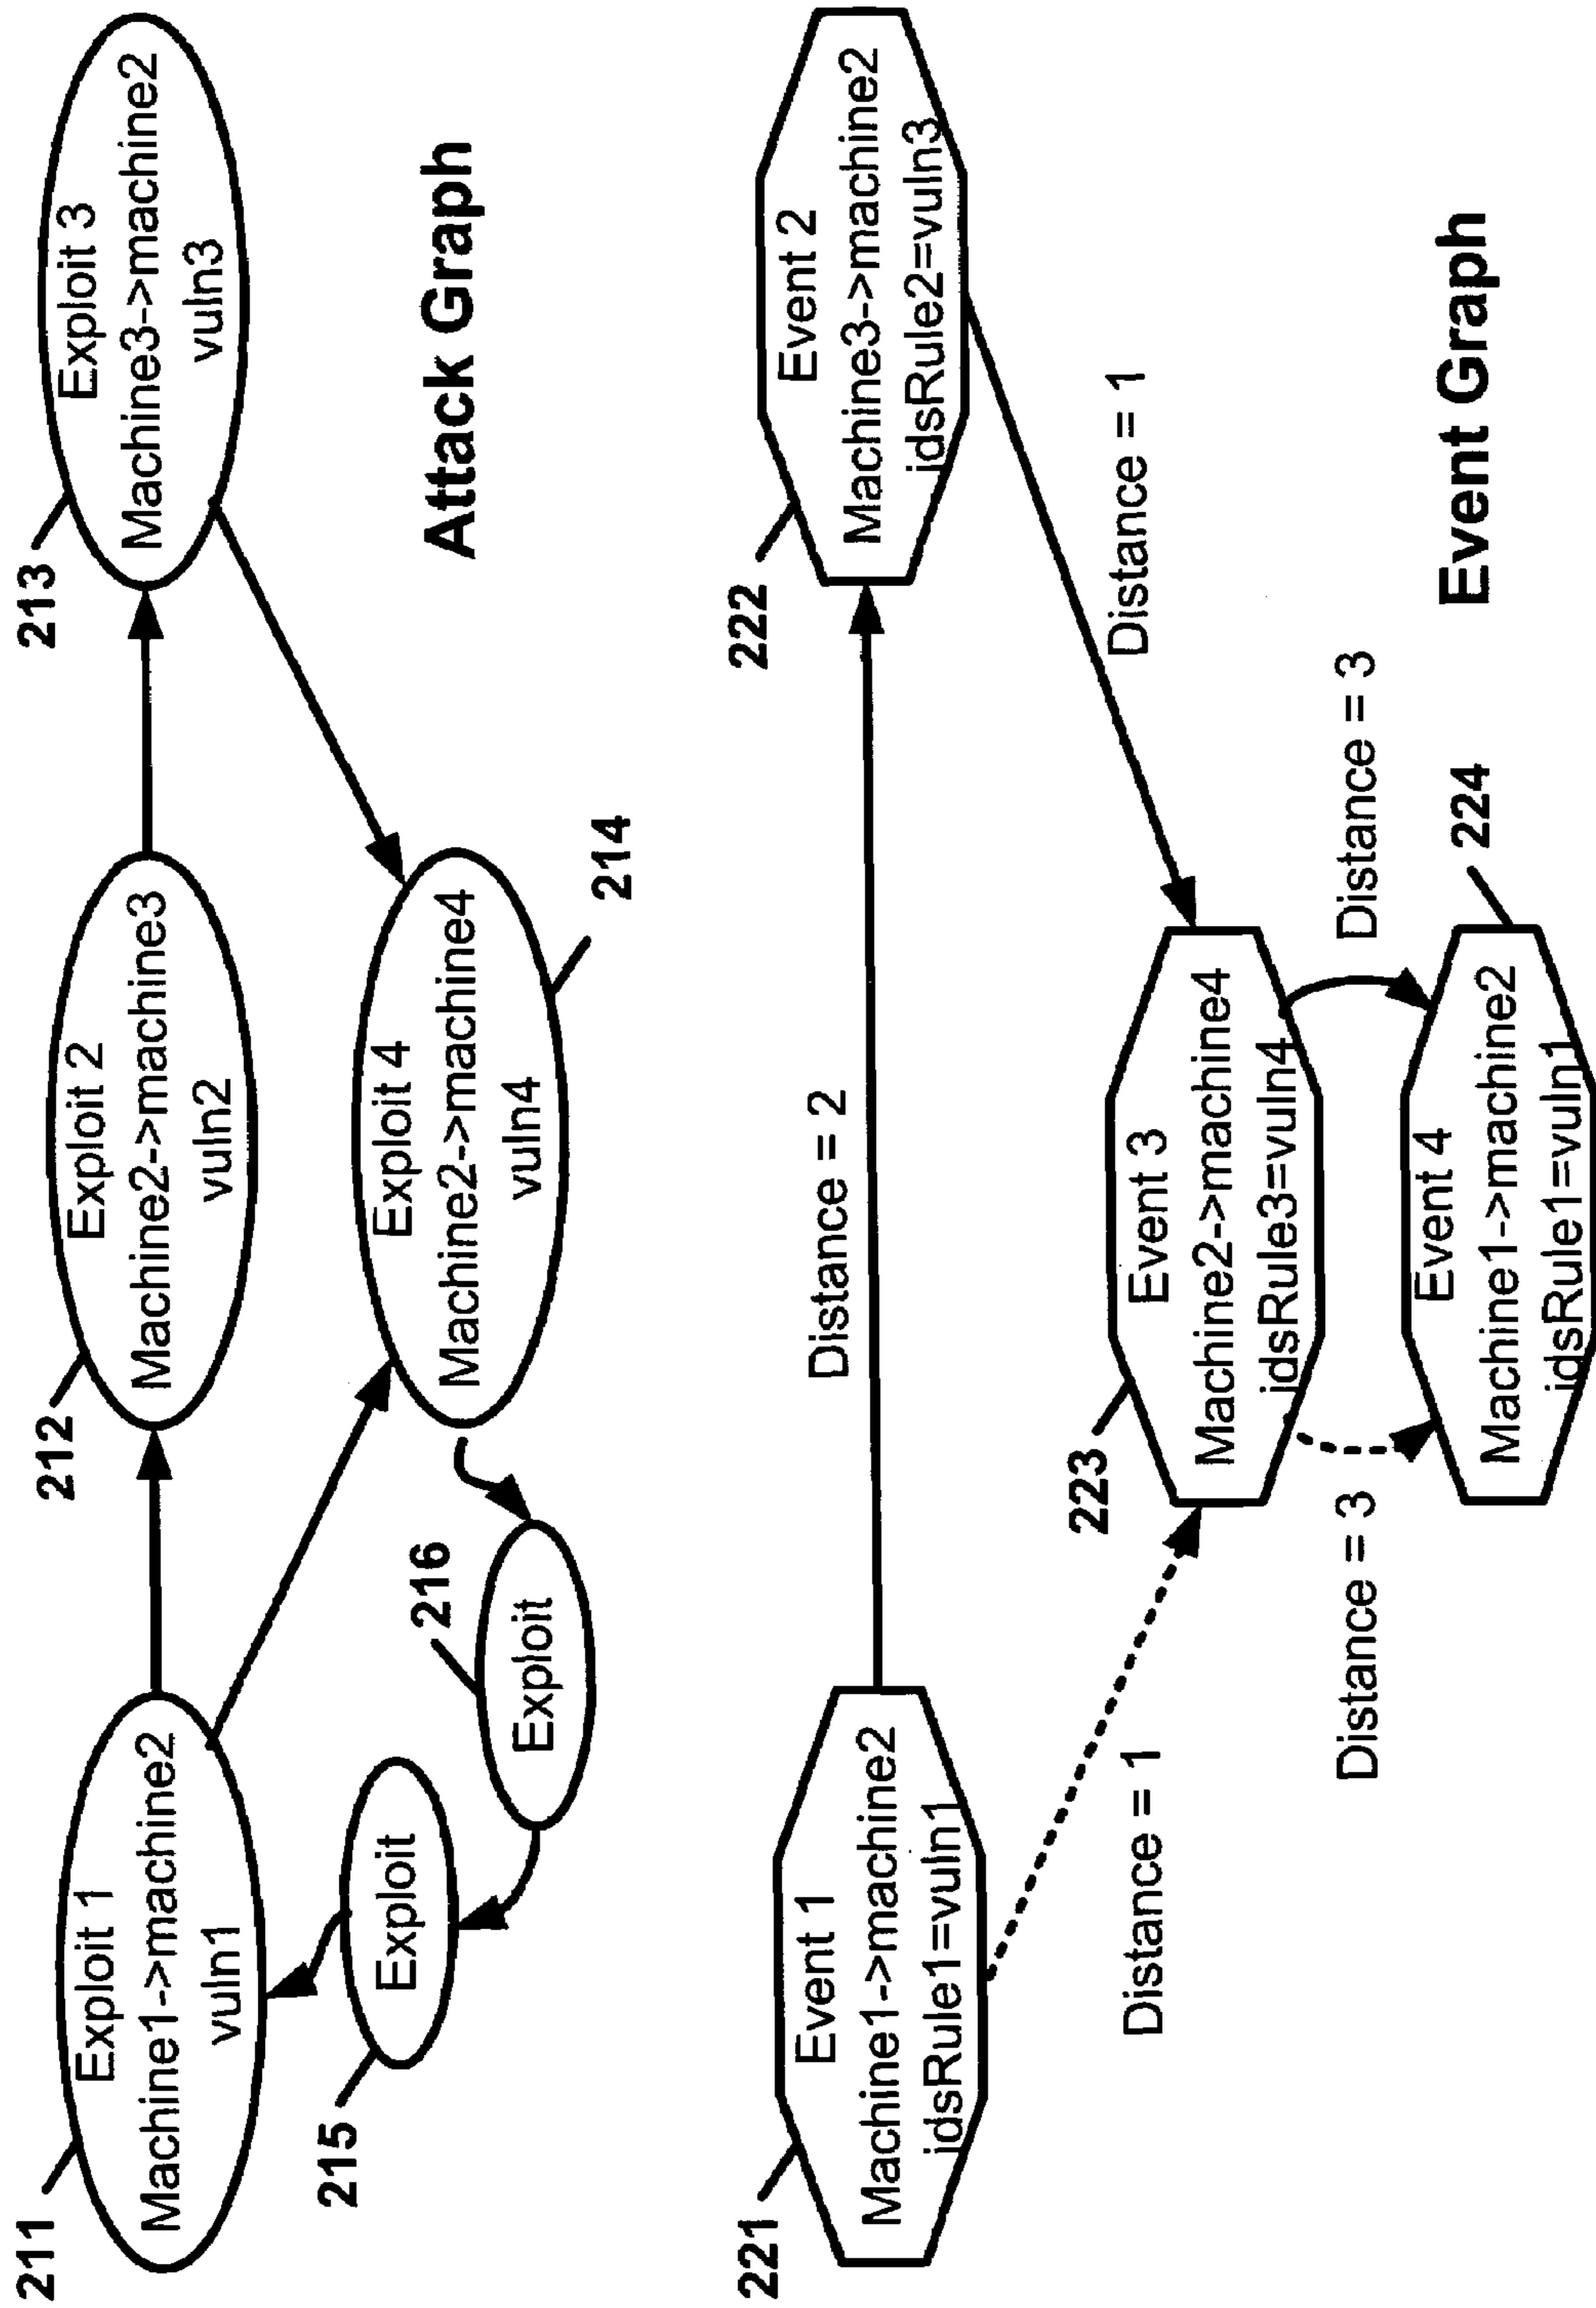 211
Exploit 1
Machine1->machine2
vuln1
212
Exploit 2
Machine2->machine3
vuln2
213
Exploit 3
Machine3->machine2
vuln3
215
Exploit
216
Exploit
Exploit 4
Machine2->machine4
vuln4
214
Attack Graph
221
Event 1
Machine1->machine2
idsRule1=vuln1
Distance = 2
222
Event 2
Machine3->machine2
idsRule2=vuln3
Distance = 1
223
Event 3
Machine2->machine4
idsRule3=vuln4
Distance = 1
Distance = 3
Distance = 3
Event 4
Machine1->machine2
idsRule1=vuln1
224
Event Graph